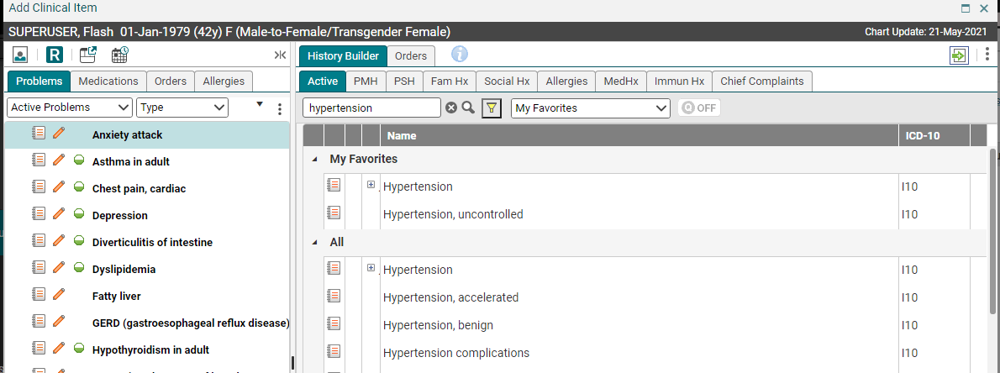 Add Clinical Item
SUPERUSER, Flash 01-Jan-1979 (42y) F (Male-to-Female/Transgender Female)
Chart Update: 21-May-2021
R
Problems Medications Orders Allergies
Active Problems Type
Anxiety attack
Asthma in adult
Chest pain, cardiac
Depression
Diverticulitis of intestine
Dyslipidemia
Fatty liver
GERD (gastroesophageal reflux disease)
Hypothyroidism in adult
History Builder Orders
Active PMH PSH Fam Hx Social Hx Allergies MedHx Immun Hx Chief Complaints
hypertension My Favorites Q OFF
Name ICD-10
My Favorites
Hypertension I10
Hypertension, uncontrolled I10
All
Hypertension I10
Hypertension, accelerated I10
Hypertension, benign I10
Hypertension complications I10